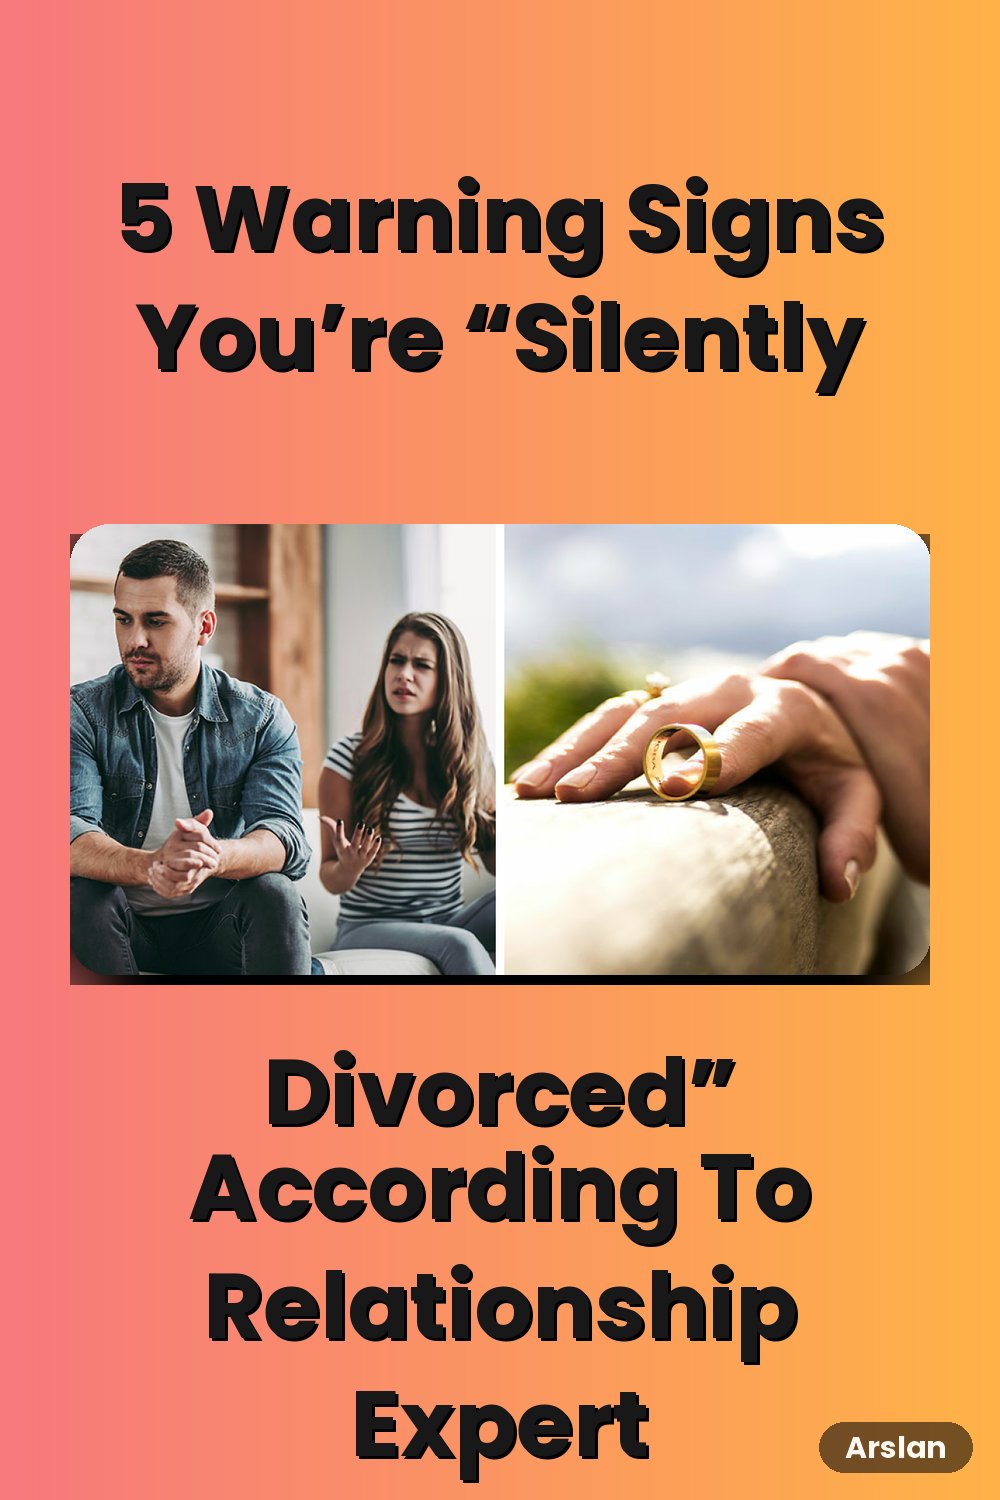 5 Warning Signs
You’re “Silently
Divorced”
According To
Relationship
Expert
Arslan